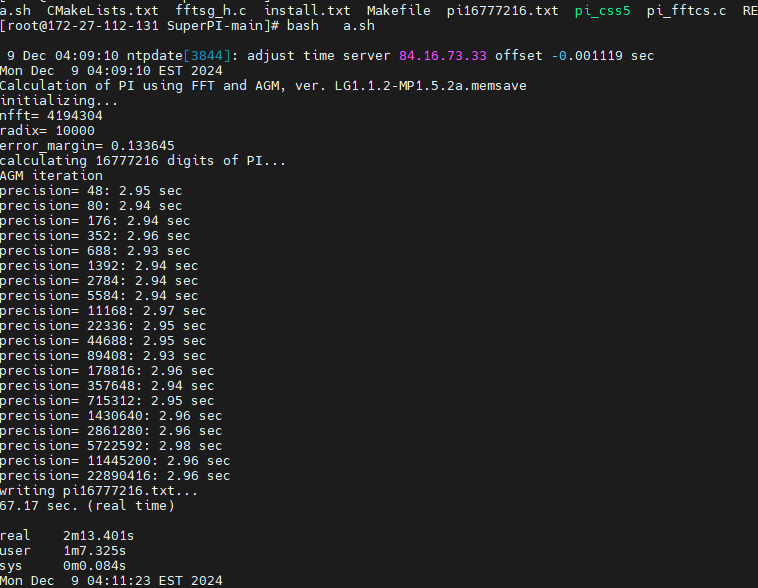 a.sh  CMakeLists.txt  fftsg_h.c  install.txt  Makefile  pi16777216.txt  pi_css5  pi_fftcs.c  RE
[root@172-27-112-131 SuperPI-main]# bash   a.sh
9 Dec 04:09:10 ntpdate[3844]: adjust time server 84.16.73.33 offset -0.001119 sec
Mon Dec  9 04:09:10 EST 2024
Calculation of PI using FFT and AGM, ver. LG1.1.2-MP1.5.2a.memsave
initializing...
nfft= 4194304
radix= 10000
error_margin= 0.133645
calculating 16777216 digits of PI...
AGM iteration
precision= 48: 2.95 sec
precision= 80: 2.94 sec
precision= 176: 2.94 sec
precision= 352: 2.96 sec
precision= 688: 2.93 sec
precision= 1392: 2.94 sec
precision= 2784: 2.94 sec
precision= 5584: 2.94 sec
precision= 11168: 2.97 sec
precision= 22336: 2.95 sec
precision= 44688: 2.95 sec
precision= 89408: 2.93 sec
precision= 178816: 2.96 sec
precision= 357648: 2.94 sec
precision= 715312: 2.95 sec
precision= 1430640: 2.96 sec
precision= 2861280: 2.96 sec
precision= 5722592: 2.98 sec
precision= 11445200: 2.96 sec
precision= 22890416: 2.96 sec
writing pi16777216.txt...
67.17 sec. (real time)
real    2m13.401s
user    1m7.325s
sys     0m0.084s
Mon Dec  9 04:11:23 EST 2024